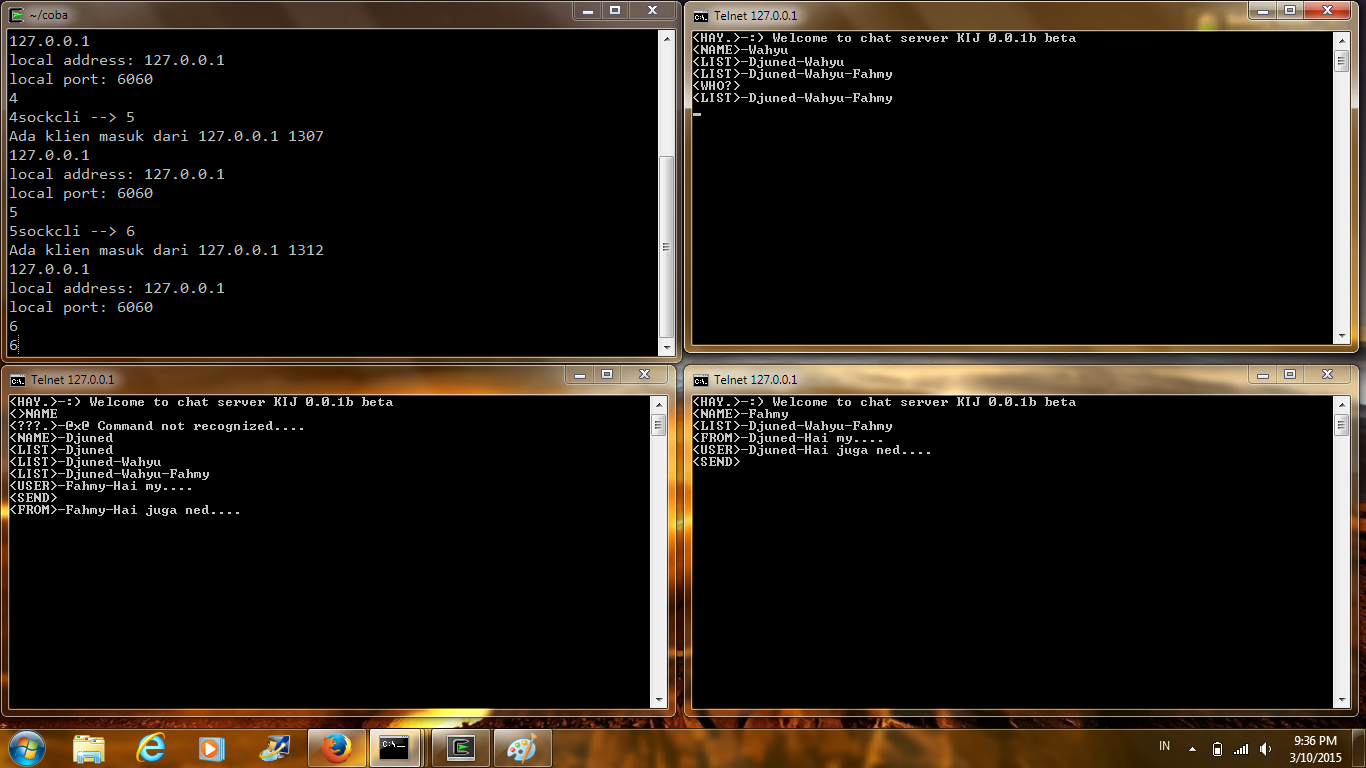 ~/coba
127.0.0.1
local address: 127.0.0.1
local port: 6060
4
4sockcli --> 5
Ada klien masuk dari 127.0.0.1 1307
127.0.0.1
local address: 127.0.0.1
local port: 6060
5
5sockcli --> 6
Ada klien masuk dari 127.0.0.1 1312
127.0.0.1
local address: 127.0.0.1
local port: 6060
6
6
Telnet 127.0.0.1
<HAY.>-:) Welcome to chat server KIJ 0.0.1b beta
<NAME>-Wahyu
<LIST>-Djuned-Wahyu
<LIST>-Djuned-Wahyu-Fahmy
<WHO?>
<LIST>-Djuned-Wahyu-Fahmy
Telnet 127.0.0.1
<HAY.>-:) Welcome to chat server KIJ 0.0.1b beta
<>NAME
<???.>-@x@ Command not recognized....
<NAME>-Djuned
<LIST>-Djuned
<LIST>-Djuned-Wahyu
<LIST>-Djuned-Wahyu-Fahmy
<USER>-Fahmy-Hai my....
<SEND>
<FROM>-Fahmy-Hai juga ned....
Telnet 127.0.0.1
<HAY.>-:) Welcome to chat server KIJ 0.0.1b beta
<NAME>-Fahmy
<LIST>-Djuned-Wahyu-Fahmy
<FROM>-Djuned-Hai my....
<USER>-Djuned-Hai juga ned....
<SEND>
IN
9:36 PM
3/10/2015